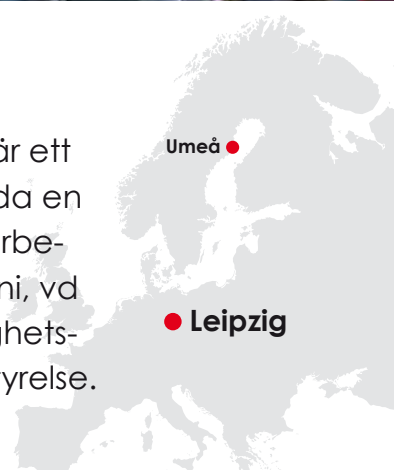 är ett
da en
rbe-
ni, vd
ghets-
yrelse.
Umeå
Leipzig